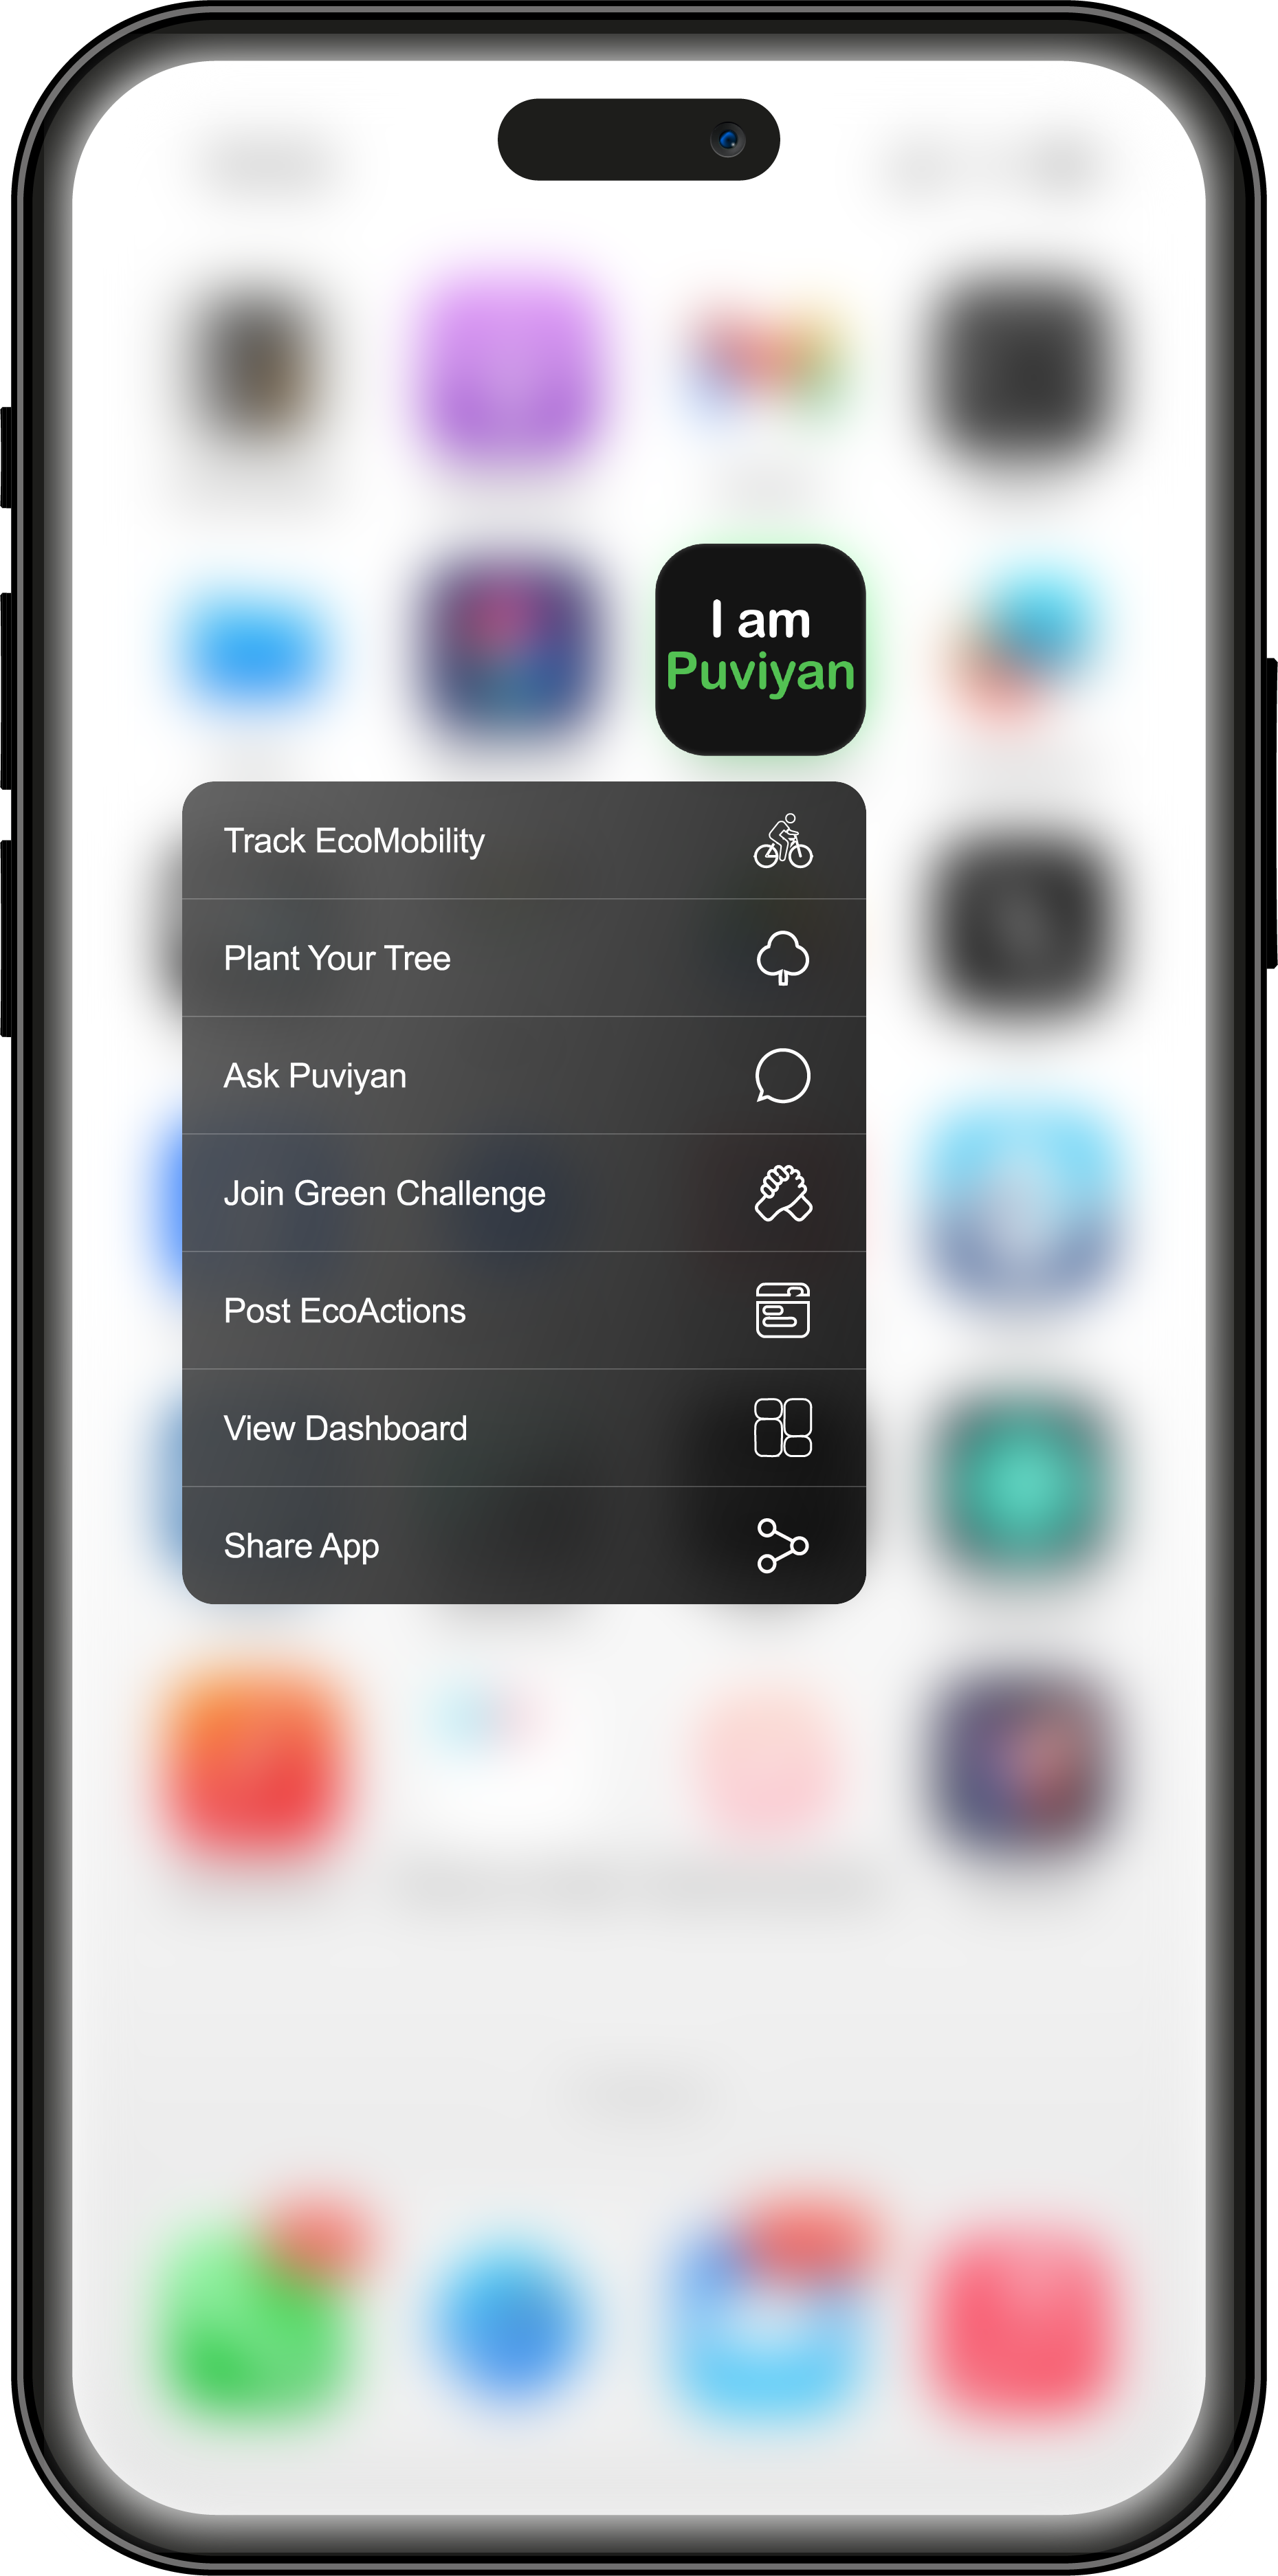 I am
Puviyan
Track EcoMobility
Plant Your Tree
Ask Puviyan
Join Green Challenge
Post EcoActions
View Dashboard
Share App